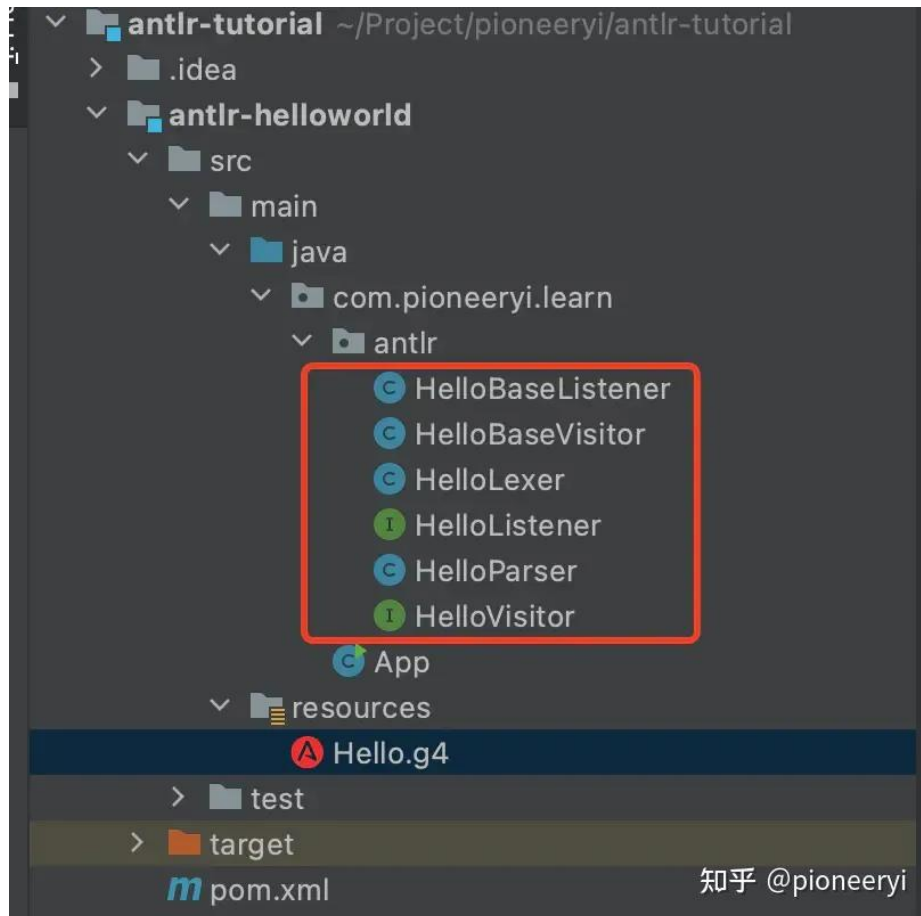 antlr-tutorial ~/Project/pioneeryi/antlr-tutorial
.idea
antlr-helloworld
src
main
java
com.pioneeryi.learn
antlr
HelloBaseListener
HelloBaseVisitor
HelloLexer
HelloListener
HelloParser
HelloVisitor
App
resources
Hello.g4
test
target
pom.xml
知乎 @pioneeryi